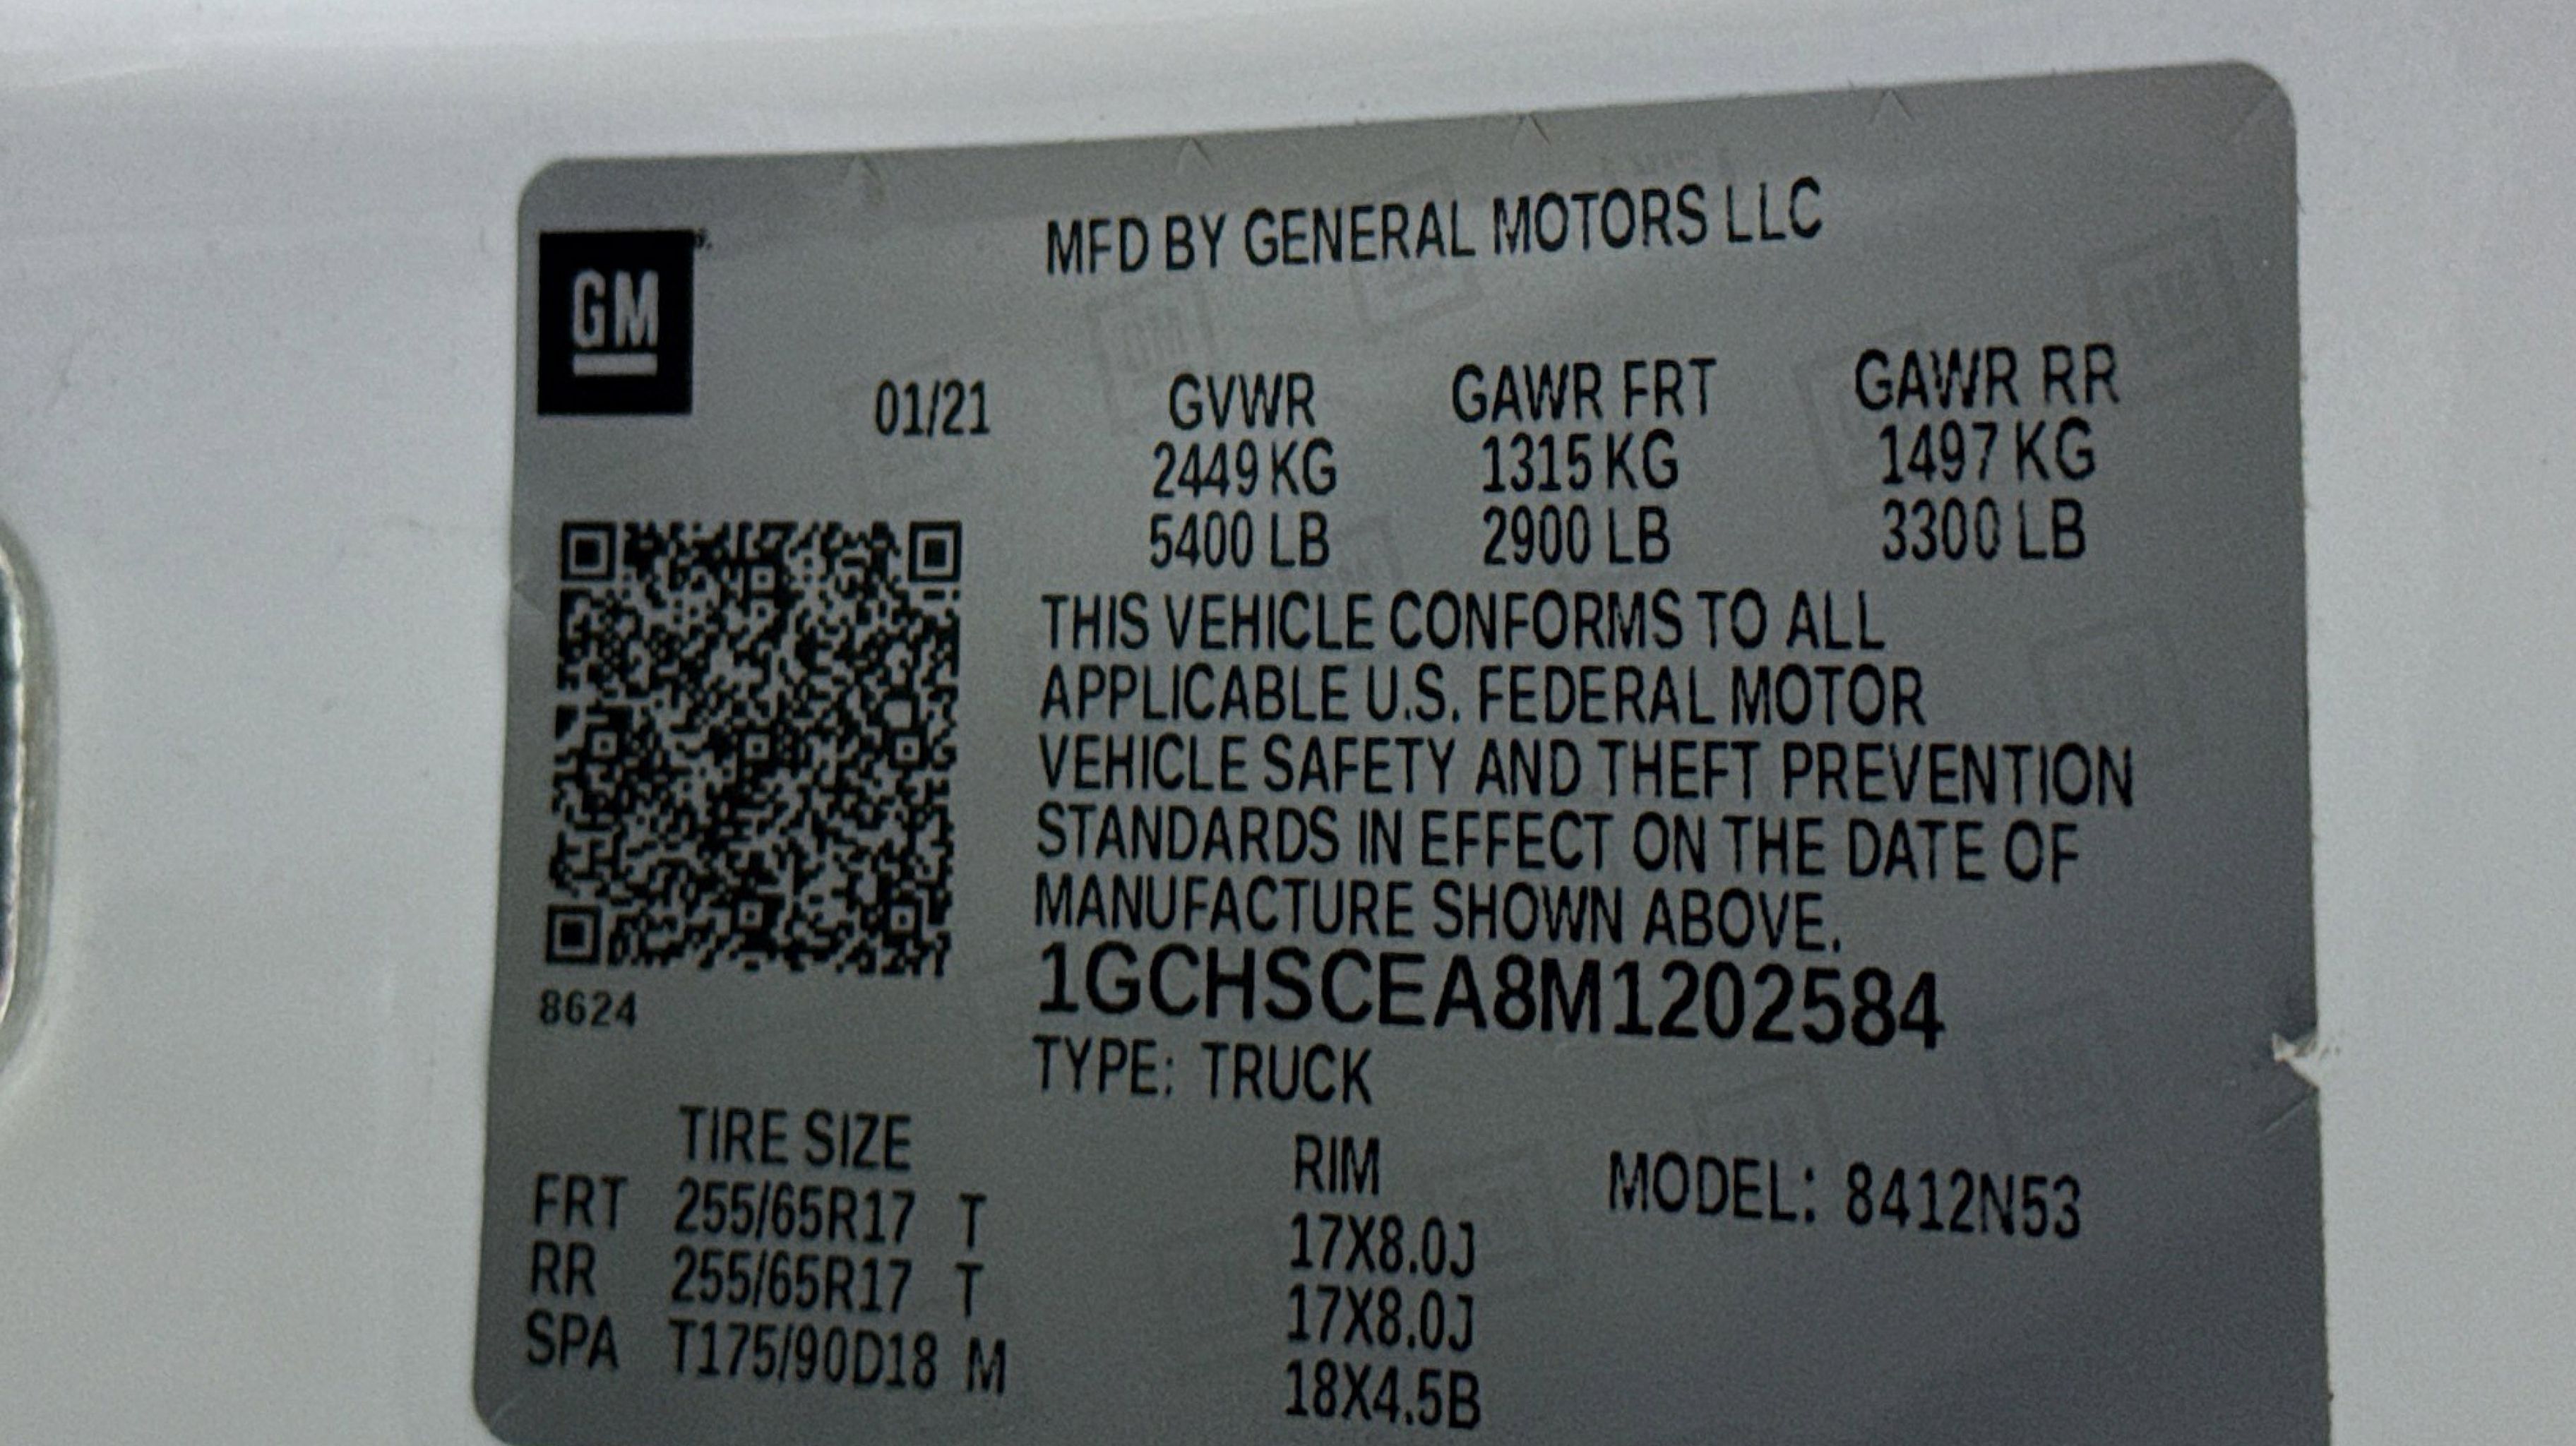 MFD BY GENERAL MOTORS LLC
GM
01/21 GVWR GAWR FRT GAWR RR
2449 KG 1315 KG 1497 KG
5400 LB 2900 LB 3300 LB
THIS VEHICLE CONFORMS TO ALL
APPLICABLE U.S. FEDERAL MOTOR
VEHICLE SAFETY AND THEFT PREVENTION
STANDARDS IN EFFECT ON THE DATE OF
MANUFACTURE SHOWN ABOVE.
1GCHSCEA8M1202584
8624
TYPE: TRUCK
TIRE SIZE RIM MODEL: 8412N53
FRT 255/65R17 T 17X8.0J
RR 255/65R17 T 17X8.0J
SPA T175/90D18 M 18X4.5B